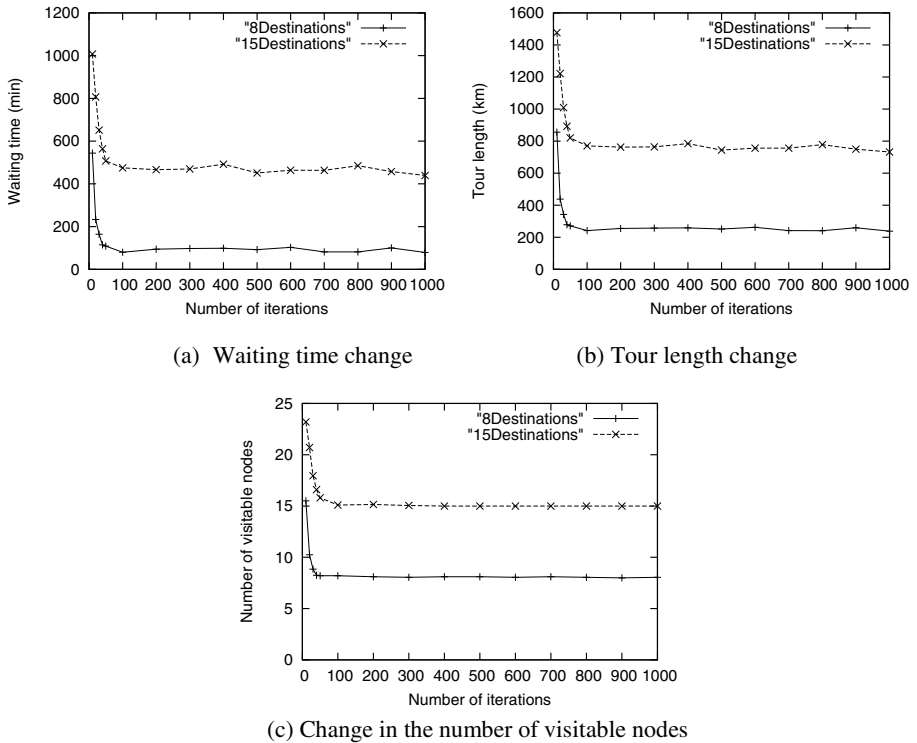 1200
1000
800
600
400
200
0
Waiting time (min)
"8Destinations"
"15Destinations"
0 100 200 300 400 500 600 700 800 900 1000
Number of iterations
(a) Waiting time change
1600
1400
1200
1000
800
600
400
200
0
Tour length (km)
"8Destinations"
"15Destinations"
0 100 200 300 400 500 600 700 800 900 1000
Number of iterations
(b) Tour length change
25
20
15
10
5
0
Number of visitable nodes
"8Destinations"
"15Destinations"
0 100 200 300 400 500 600 700 800 900 1000
Number of iterations
(c) Change in the number of visitable nodes